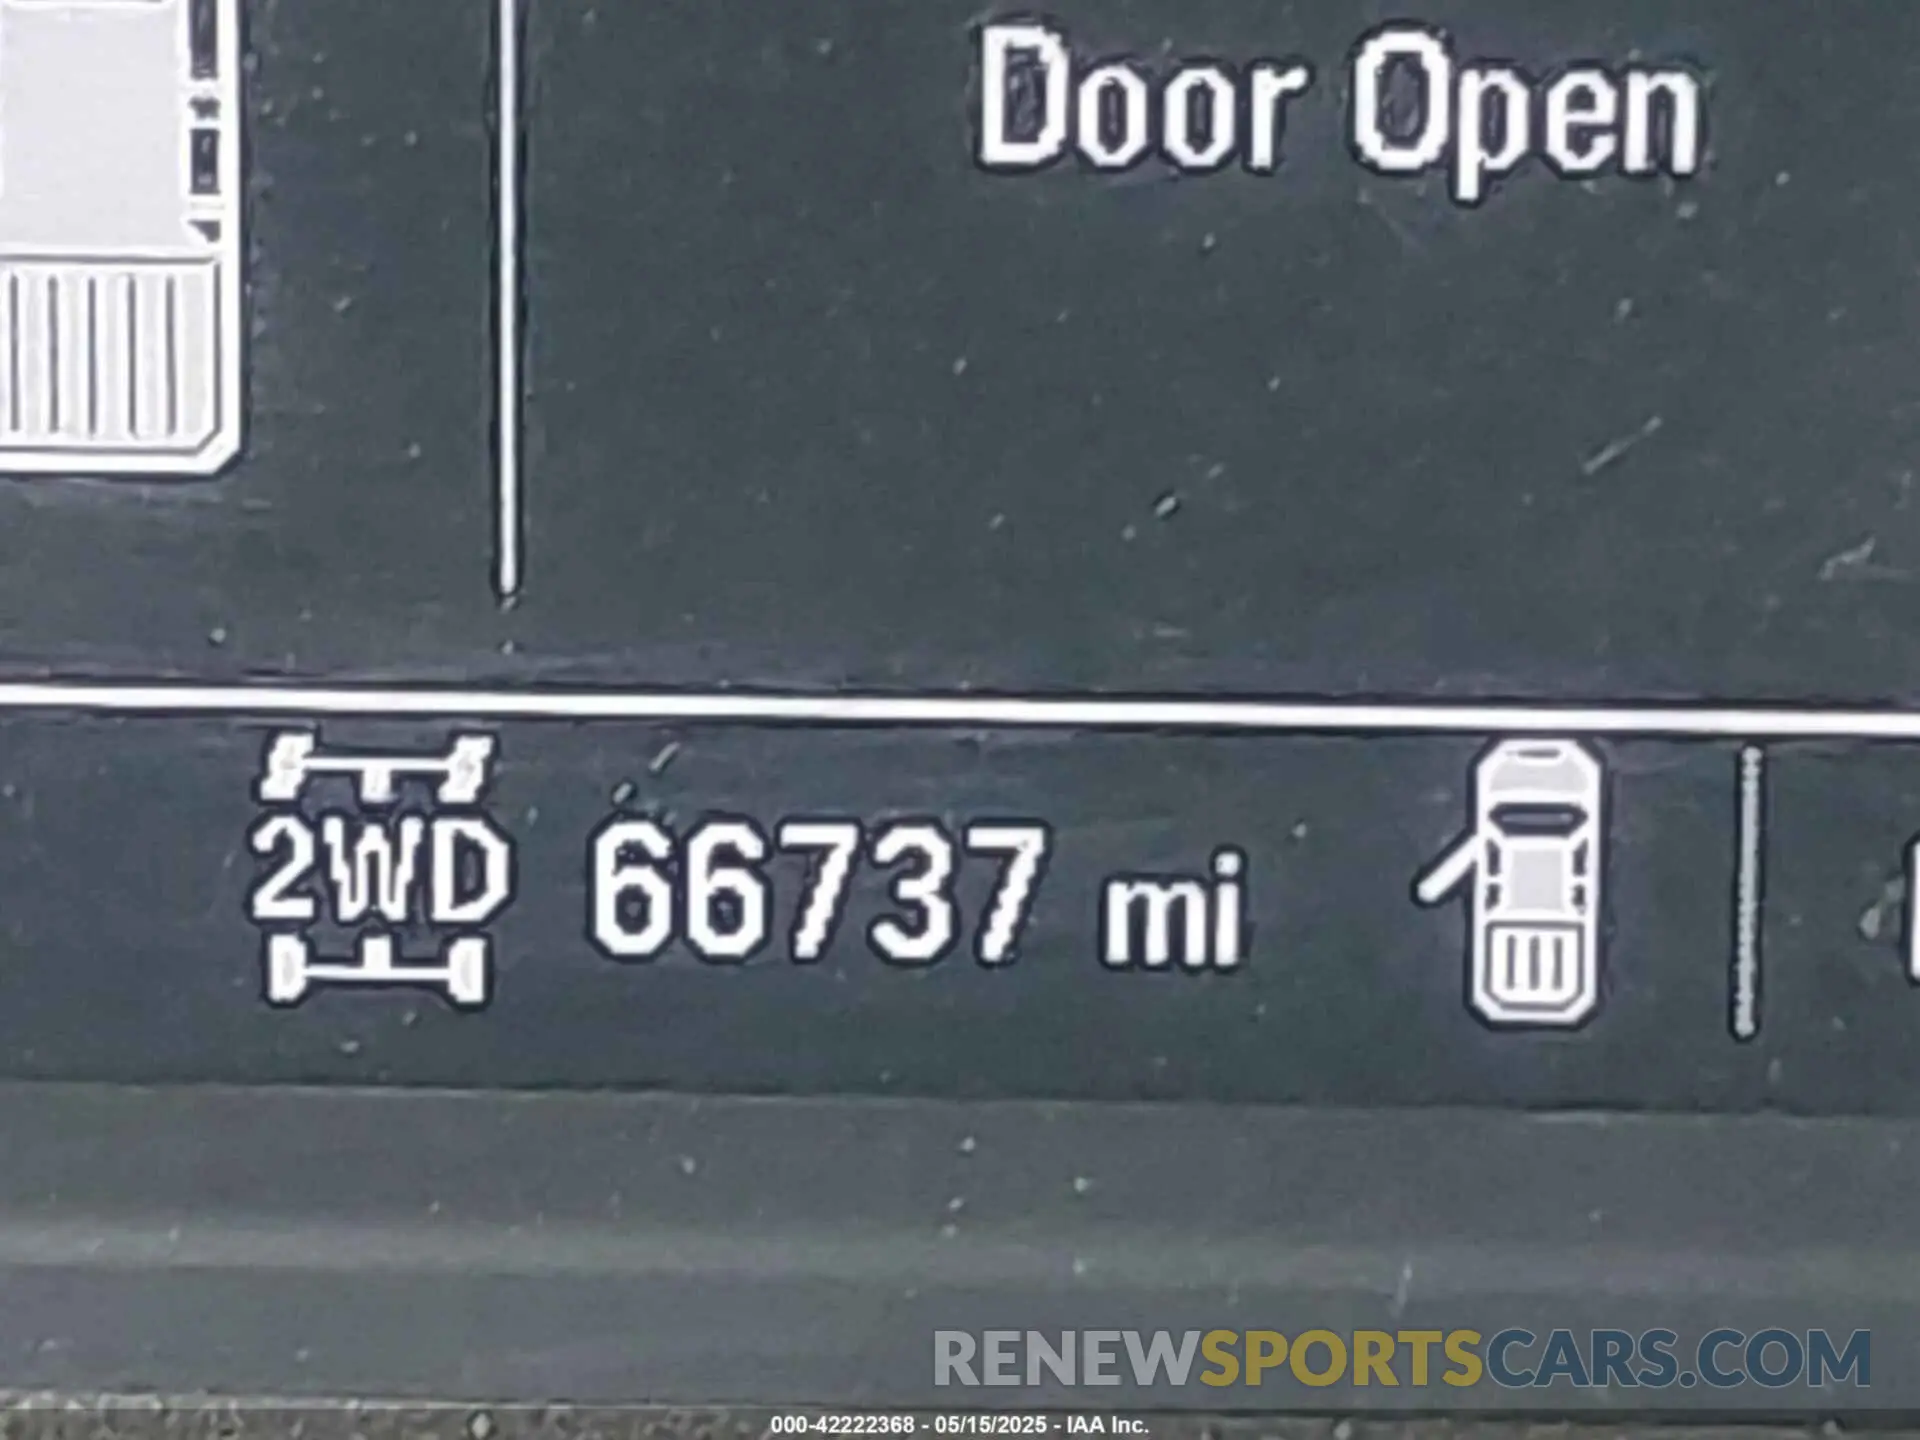 Door Open
2WD 66737 mi
RENEWSPORTSCARS.COM
000-42222368 - 05/15/2025 - IAA Inc.